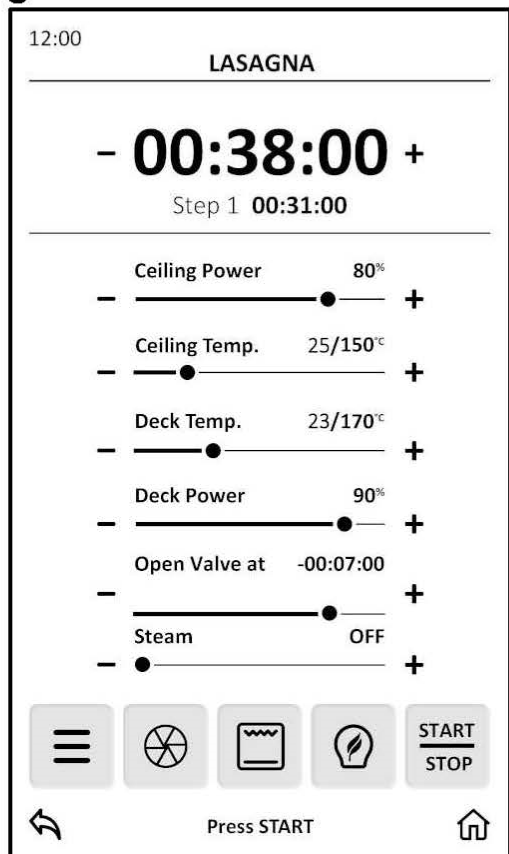 12:00
LASAGNA
- 00:38:00 +
Step 1 00:31:00
Ceiling Power 80%
- +
Ceiling Temp. 25/150°C
- +
Deck Temp. 23/170°C
- +
Deck Power 90%
- +
Open Valve at -00:07:00
- +
Steam OFF
- +
START
STOP
Press START